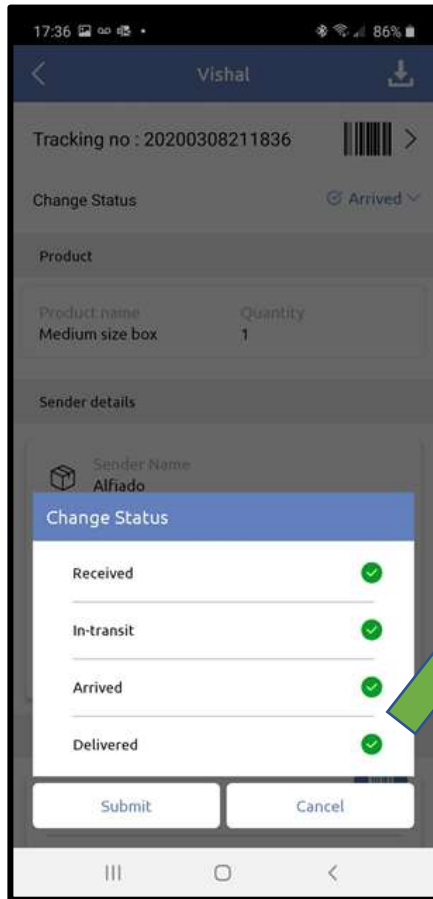 17:36 86%
Vishal
Tracking no : 20200308211836
Change Status Arrived
Product
Product name Quantity
Medium size box 1
Sender details
Sender Name
Alfiado
Change Status
Received
In-transit
Arrived
Delivered
Submit Cancel